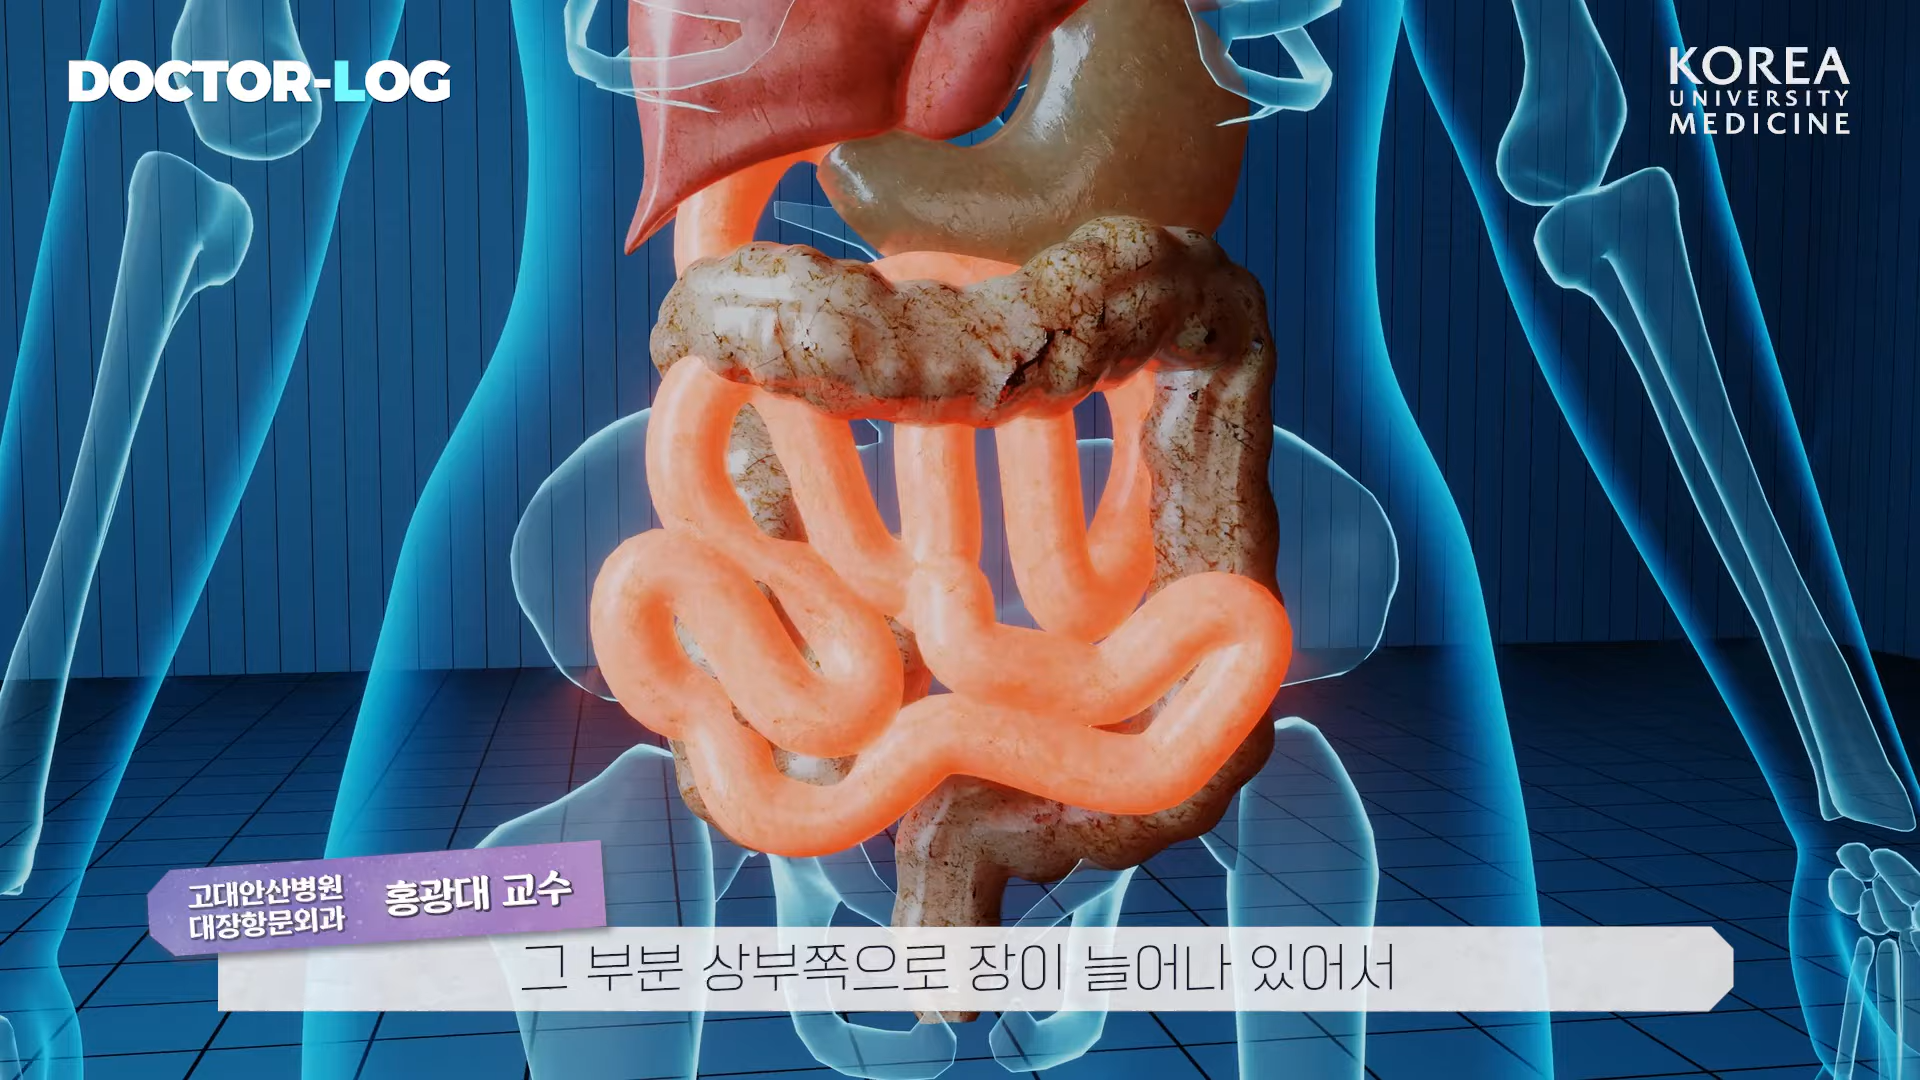 DOCTOR-LOG
KOREA
UNIVERSITY
MEDICINE
고대안산병원
대장항문외과
홍광대 교수
그 부분 상부쪽으로 장이 늘어나 있어서